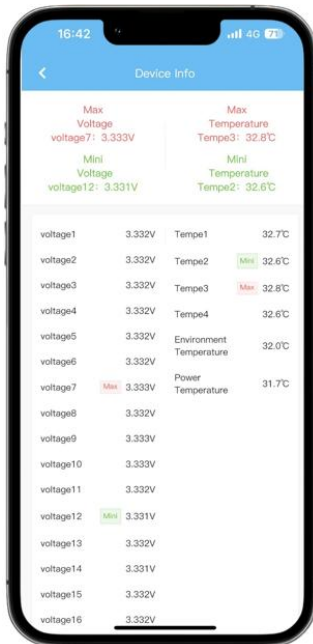 16:42
4G 71
Device Info
Max
Voltage
voltage7: 3.333V
Max
Temperature
Tempe3: 32.8℃
Mini
Voltage
voltage12: 3.331V
Mini
Temperature
Tempe2: 32.6℃
voltage1 3.332V
voltage2 3.332V
voltage3 3.332V
voltage4 3.332V
voltage5 3.332V
voltage6 3.332V
voltage7 Max 3.333V
voltage8 3.332V
voltage9 3.333V
voltage10 3.333V
voltage11 3.332V
voltage12 Mini 3.331V
voltage13 3.332V
voltage14 3.331V
voltage15 3.332V
voltage16 3.332V
Tempe1 32.7℃
Tempe2 Mini 32.6℃
Tempe3 Max 32.8℃
Tempe4 32.6℃
Environment
Temperature 32.0℃
Power
Temperature 31.7℃